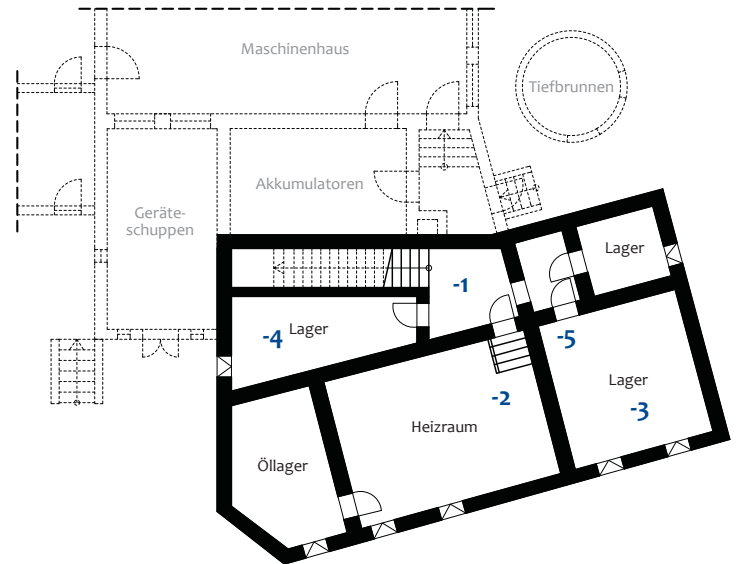 Maschinenhaus
Tiefbrunnen
Akkumulatoren
Geräte-
schuppen
Lager
-1
Lager
-4
-5
Lager
-3
-2
Heizraum
Öllager